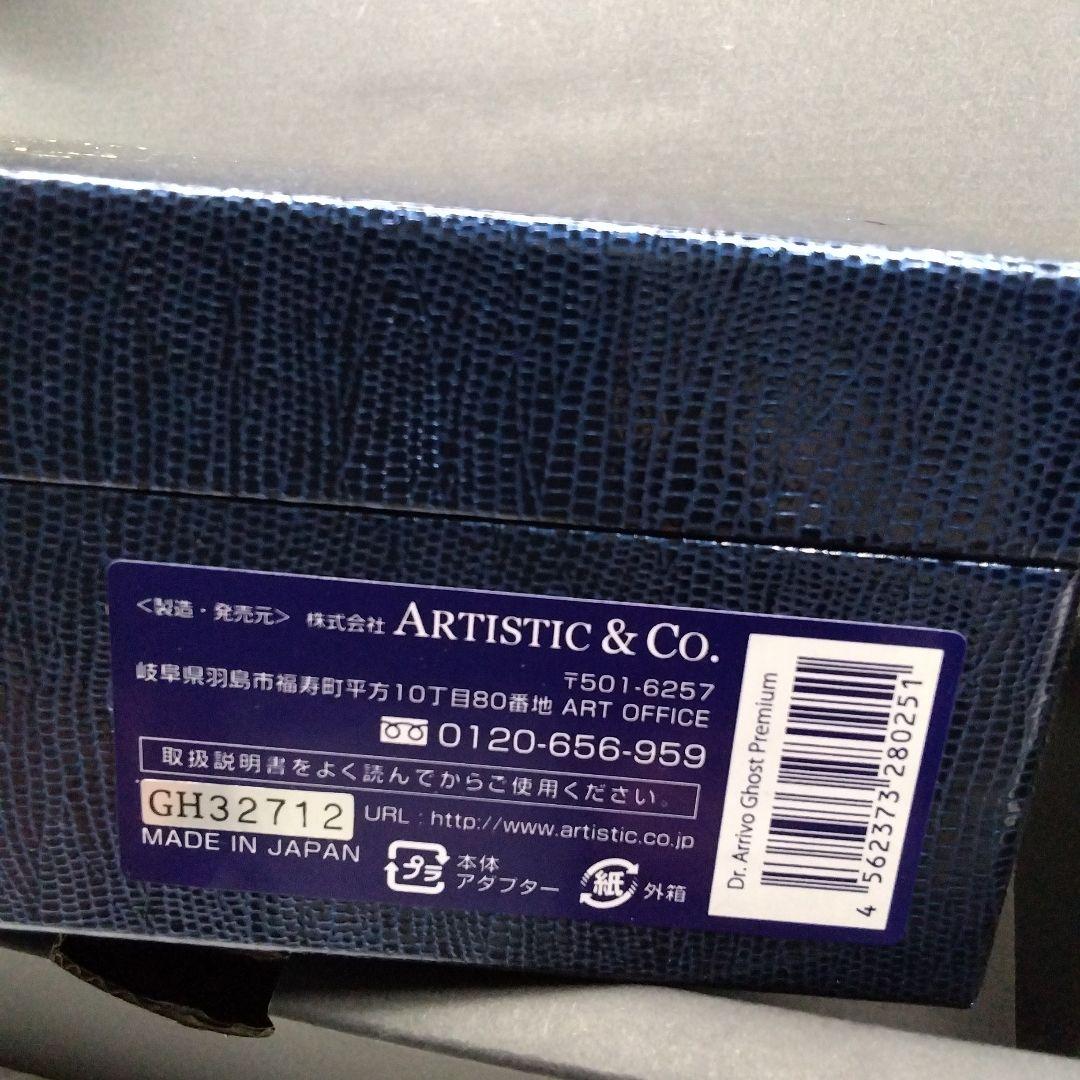 <製造・発売元> 株式会社 ARTISTIC & CO.
〒501-6257
岐阜県羽島市福寿町平方10丁目80番地 ART OFFICE
0120-656-959
取扱説明書をよく読んでからご使用ください。
GH32712 URL : http://www.artistic.co.jp
MADE IN JAPAN
プラ 本体
アダプター
紙 外箱
Dr. Arrivo Ghost Premium
4 562373 280251